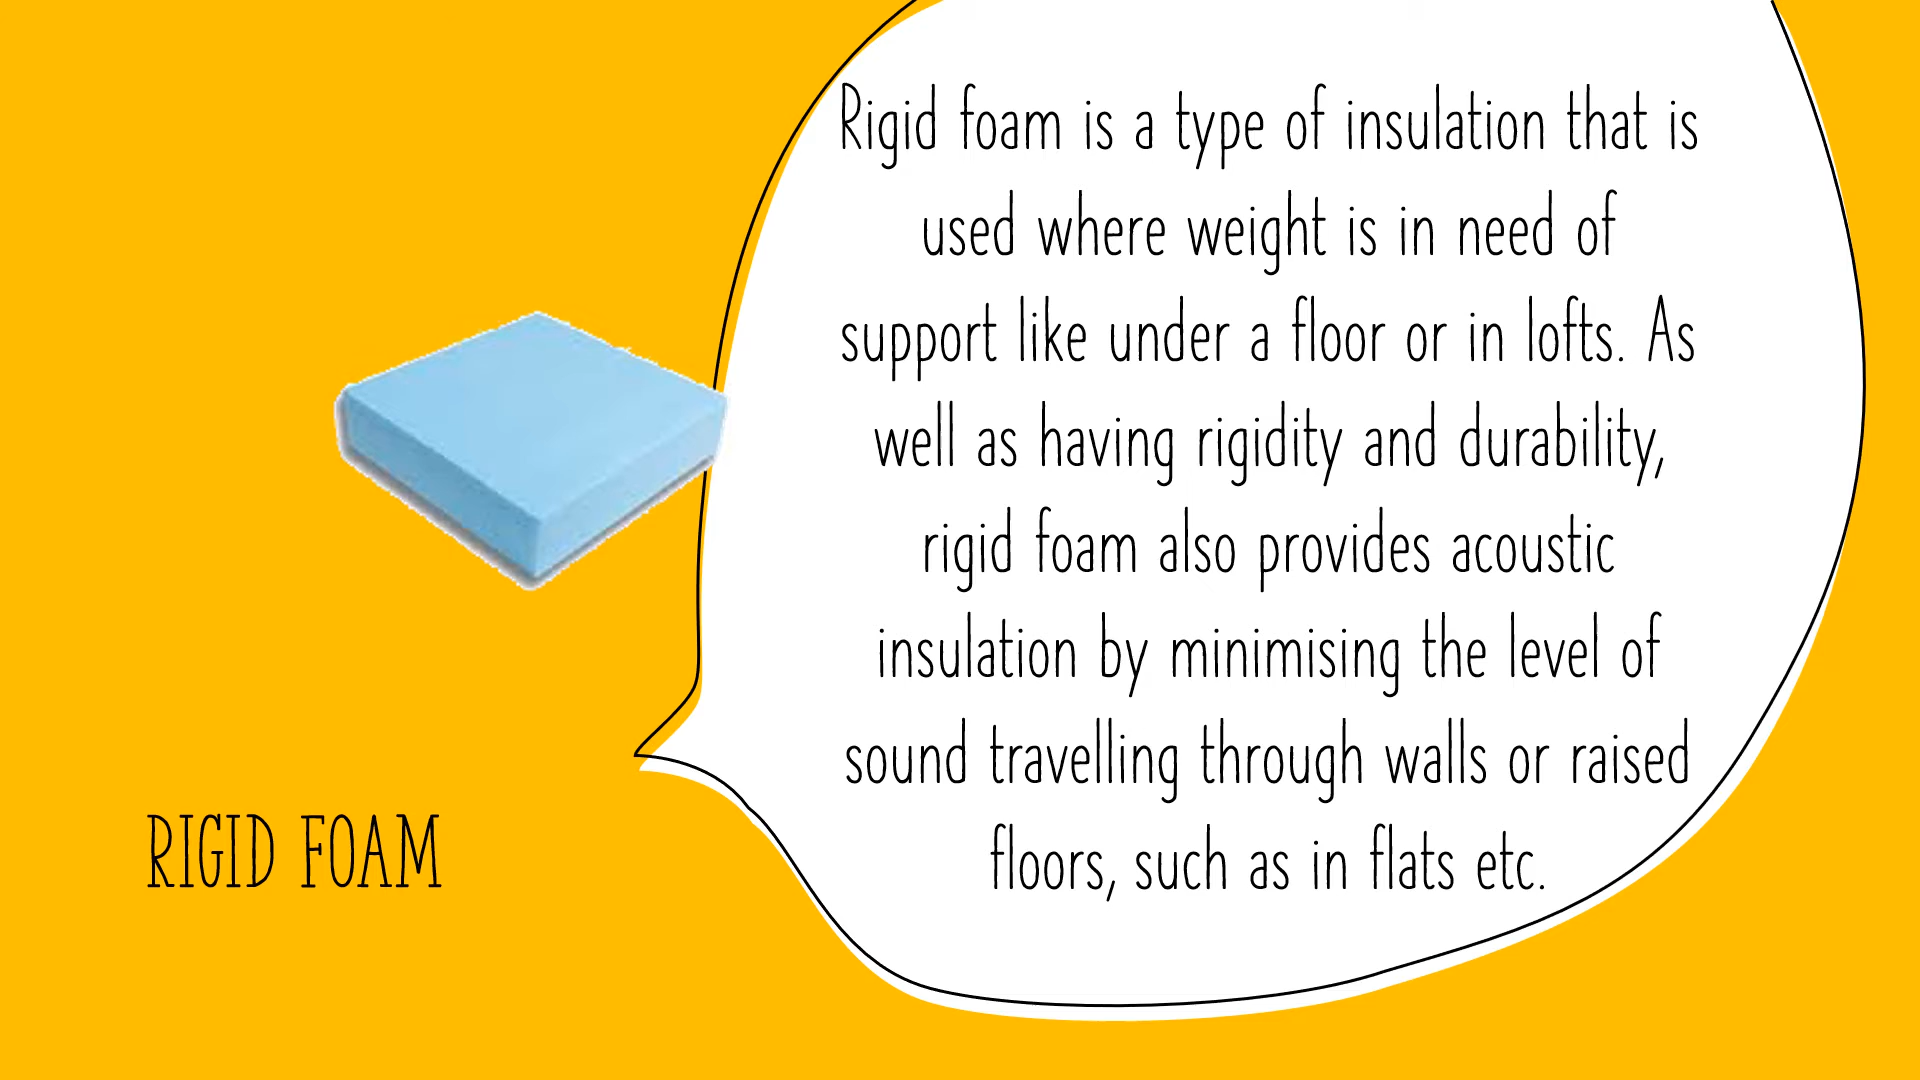 Rigid foam is a type of insulation that is
used where weight is in need of
support like under a floor or in lofts. As
well as having rigidity and durability,
rigid foam also provides acoustic
insulation by minimising the level of
sound travelling through walls or raised
floors, such as in flats etc.
RIGID FOAM